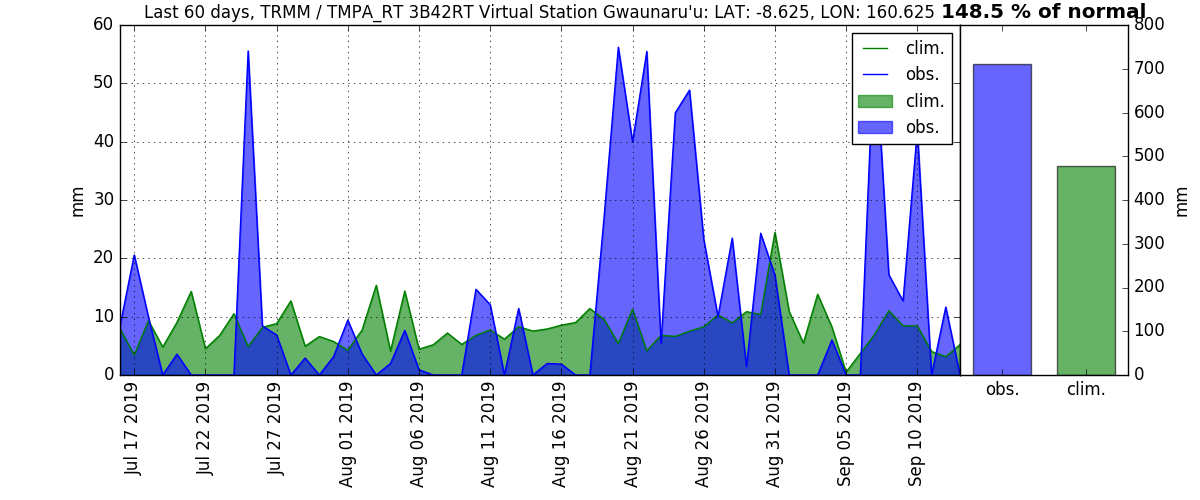 Last 60 days, TRMM / TMPA_RT 3B42RT Virtual Station Gwaunaru'u: LAT: -8.625, LON: 160.625 148.5 % of normal
60
50
40
30
20
10
0
mm
clim.
obs.
clim.
obs.
800
700
600
500
400
300
200
100
0
mm
Jul 17 2019
Jul 22 2019
Jul 27 2019
Aug 01 2019
Aug 06 2019
Aug 11 2019
Aug 16 2019
Aug 21 2019
Aug 26 2019
Aug 31 2019
Sep 05 2019
Sep 10 2019
obs.
clim.